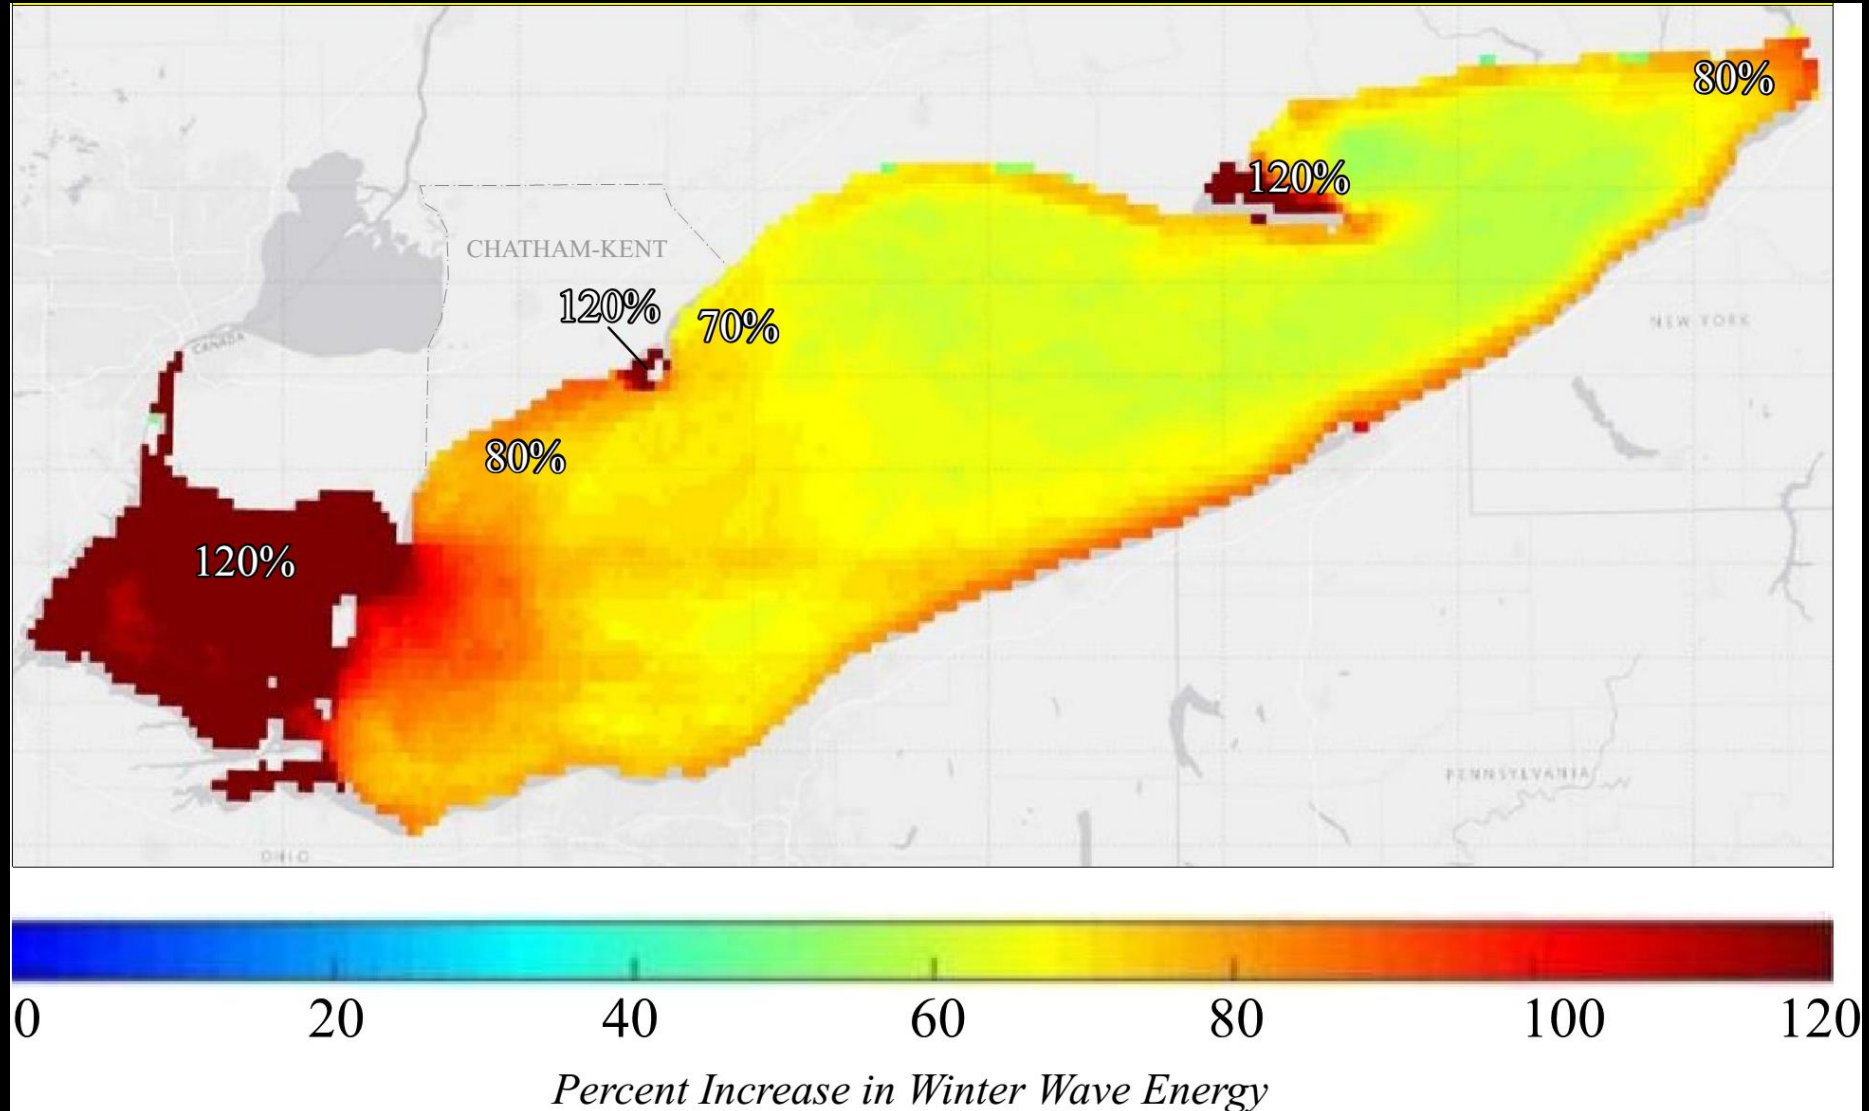 80%
120%
CHATHAM-KENT
120%
70%
NEW YORK
CANADA
80%
120%
PENNSYLVANIA
OHIO
0 20 40 60 80 100 120
Percent Increase in Winter Wave Energy